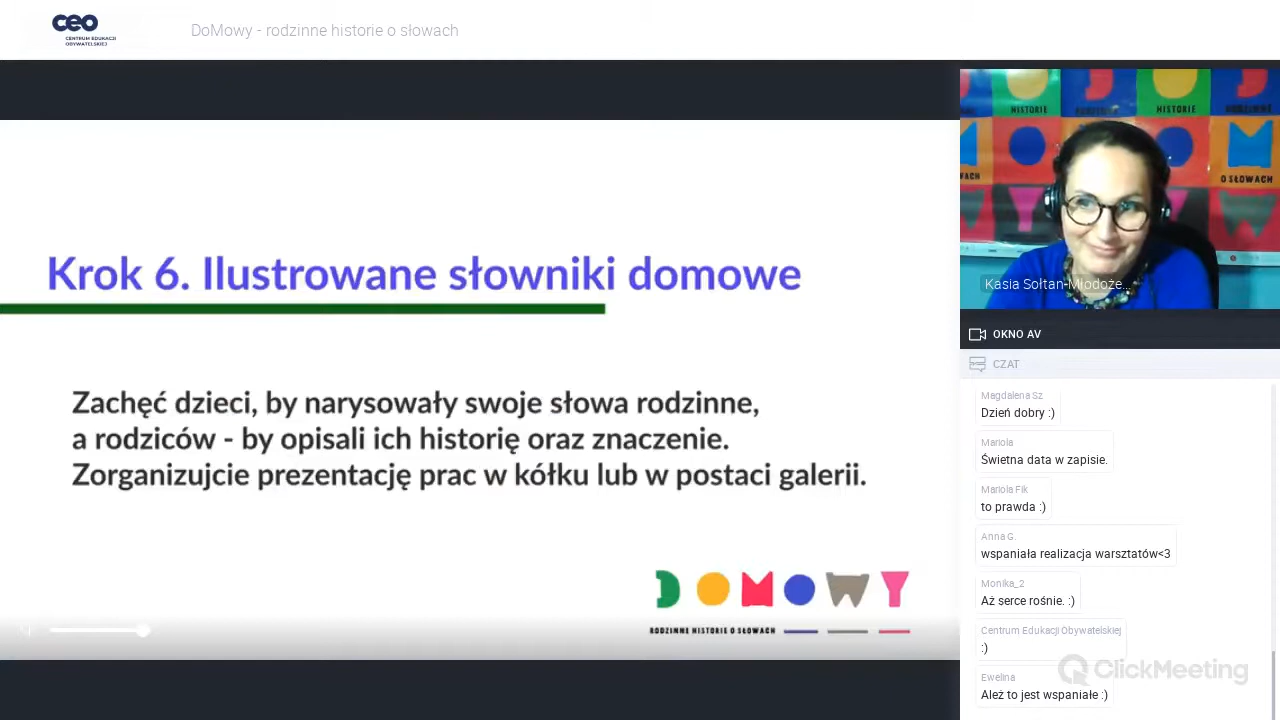 ceo
CENTRUM EDUKACJI
OBYWATELSKIEJ
DoMowy - rodzinne historie o słowach
Krok 6. Ilustrowane słowniki domowe
Zachęć dzieci, by narysowały swoje słowa rodzinne,
a rodziców - by opisali ich historię oraz znaczenie.
Zorganizujcie prezentację prac w kółku lub w postaci galerii.
DOMOWY
RODZINNE HISTORIE O SŁOWACH
HISTORIE
HISTORIE
RODZINNE
O SŁOWACH
Kasia Sołtan-Młodoże...
OKNO AV
CZAT
Magdalena Sz
Dzień dobry :)
Mariola
Świetna data w zapisie.
Mariola Fik
to prawda :)
Anna G.
wspaniała realizacja warsztatów<3
Monika_2
Aż serce rośnie. :)
Centrum Edukacji Obywatelskiej
:)
Ewelina
Ależ to jest wspaniałe :)
ClickMeeting